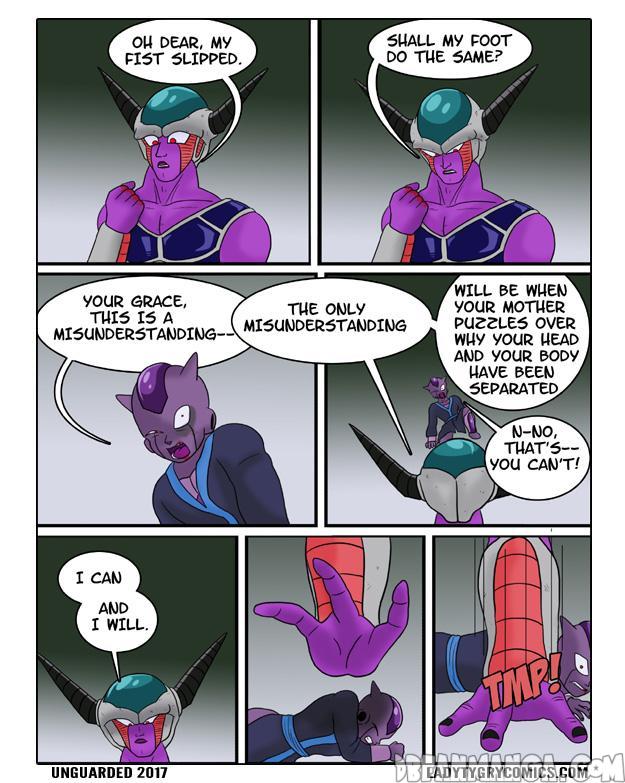 OH DEAR, MY
FIST SLIPPED.
SHALL MY FOOT
DO THE SAME?
YOUR GRACE,
THIS IS A
MISUNDERSTANDING--
THE ONLY
MISUNDERSTANDING
WILL BE WHEN
YOUR MOTHER
PUZZLES OVER
WHY YOUR HEAD
AND YOUR BODY
HAVE BEEN
SEPARATED
N-NO,
THAT'S--
YOU CAN'T!
I CAN
AND
I WILL.
TMP!
UNGUARDED 2017
DBFANMANGA.COM
LADYTYGRYCOMICS.COM